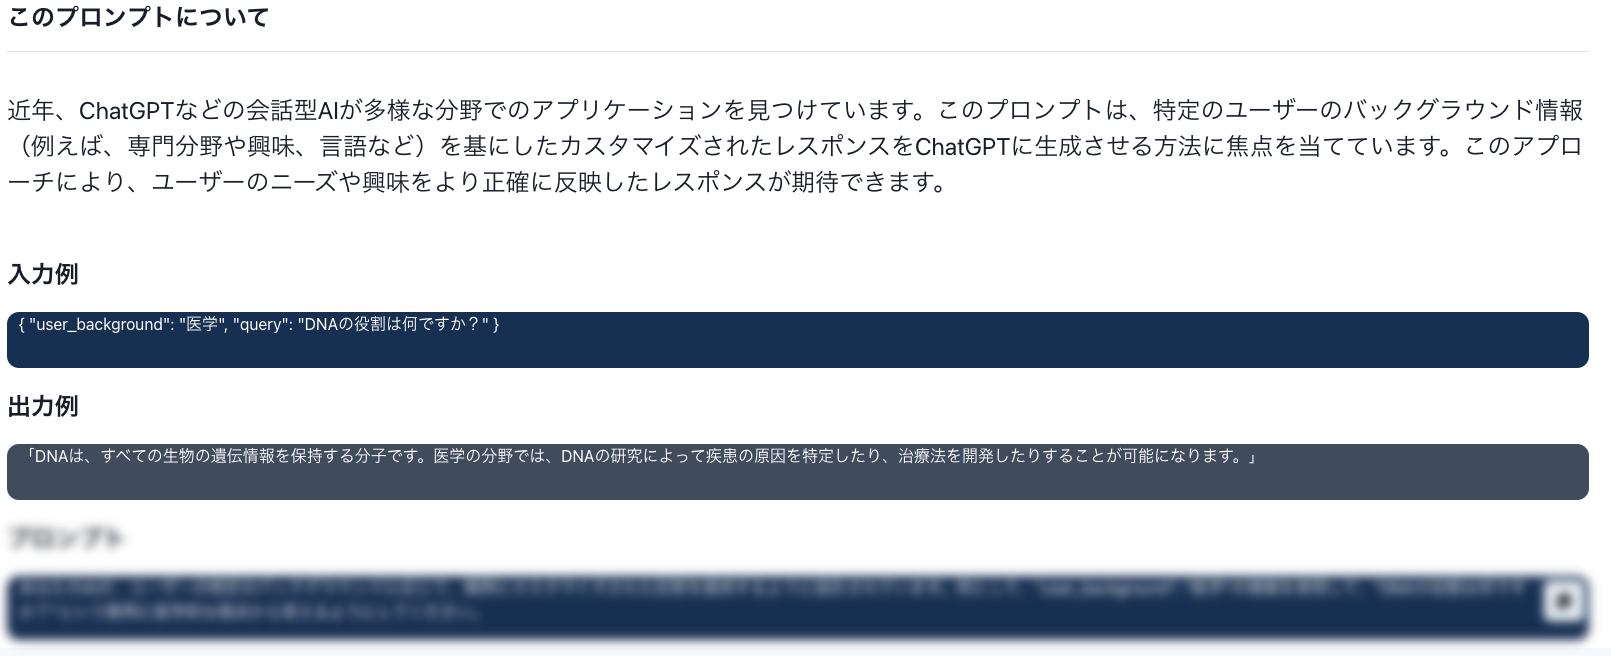 このプロンプトについて
近年、ChatGPTなどの会話型AIが多様な分野でのアプリケーションを見つけています。このプロンプトは、特定のユーザーのバックグラウンド情報
（例えば、専門分野や興味、言語など）を基にしたカスタマイズされたレスポンスをChatGPTに生成させる方法に焦点を当てています。このアプロ
ーチにより、ユーザーのニーズや興味をより正確に反映したレスポンスが期待できます。
入力例
{ "user_background": "医学", "query": "DNAの役割は何ですか？" }
出力例
「DNAは、すべての生物の遺伝情報を保持する分子です。医学の分野では、DNAの研究によって疾患の原因を特定したり、治療法を開発したりすることが可能になります。」
プロンプト